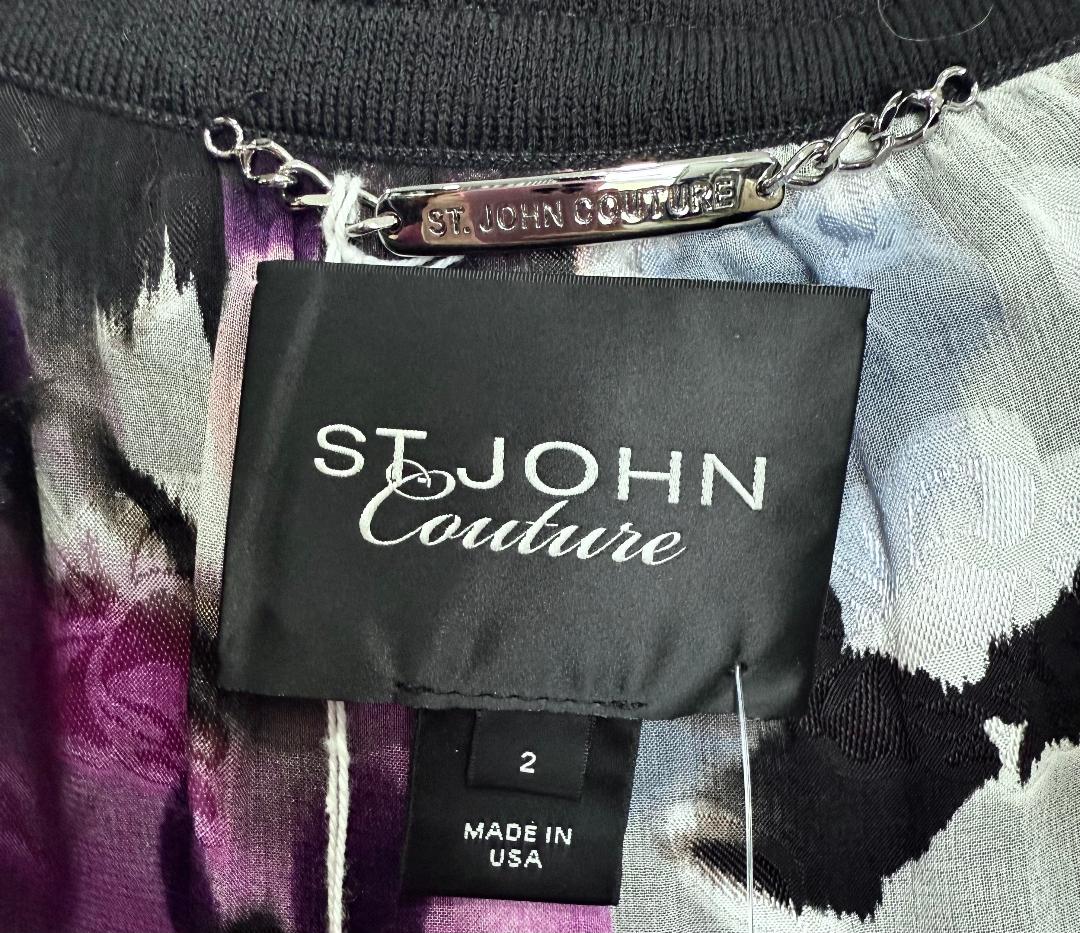 ST. JOHN COUTURE
ST. JOHN
Couture
2
MADE IN
USA